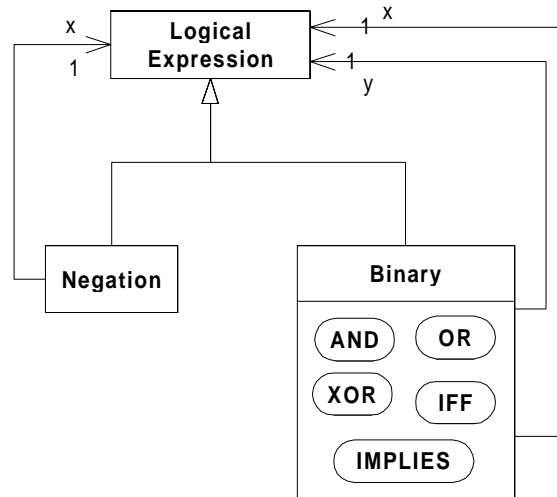 x
Logical
Expression
1
1
x
1
y
Negation
Binary
AND
OR
XOR
IFF
IMPLIES